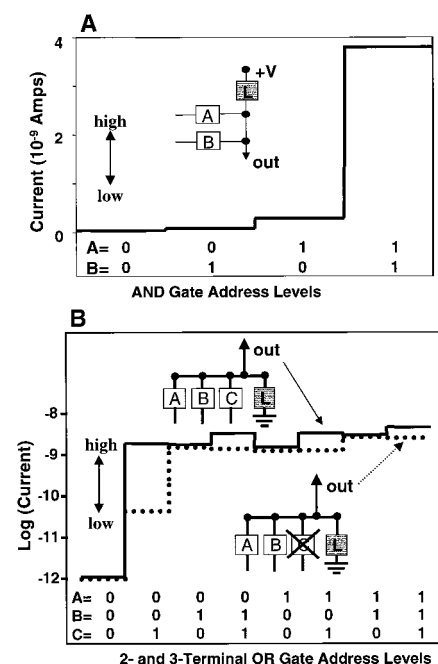 A
4
+V
L
A
high
2
B
out
low
0
Current (10⁻⁹ Amps)
A= 0 0 1 1
B= 0 1 0 1
AND Gate Address Levels
B
out
A B C L
-8
high
-9
-10
out
low
-11
A B C L
-12
Log (Current)
A= 0 0 0 0 1 1 1 1
B= 0 0 1 1 0 0 1 1
C= 0 1 0 1 0 1 0 1
2- and 3-Terminal OR Gate Address Levels